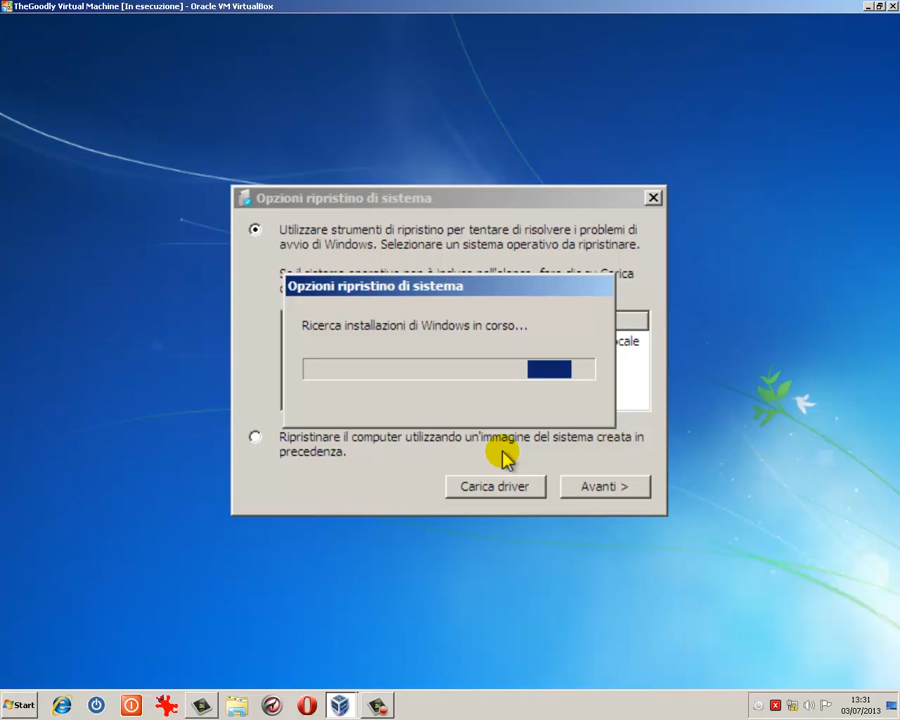 TheGoodly Virtual Machine [In esecuzione] - Oracle VM VirtualBox
Opzioni ripristino di sistema
Utilizzare strumenti di ripristino per tentare di risolvere i problemi di
avvio di Windows. Selezionare un sistema operativo da ripristinare.
Opzioni ripristino di sistema
Ricerca installazioni di Windows in corso...
Ripristinare il computer utilizzando un'immagine del sistema creata in
precedenza.
Carica driver
Avanti >
Start
13:31
03/07/2013